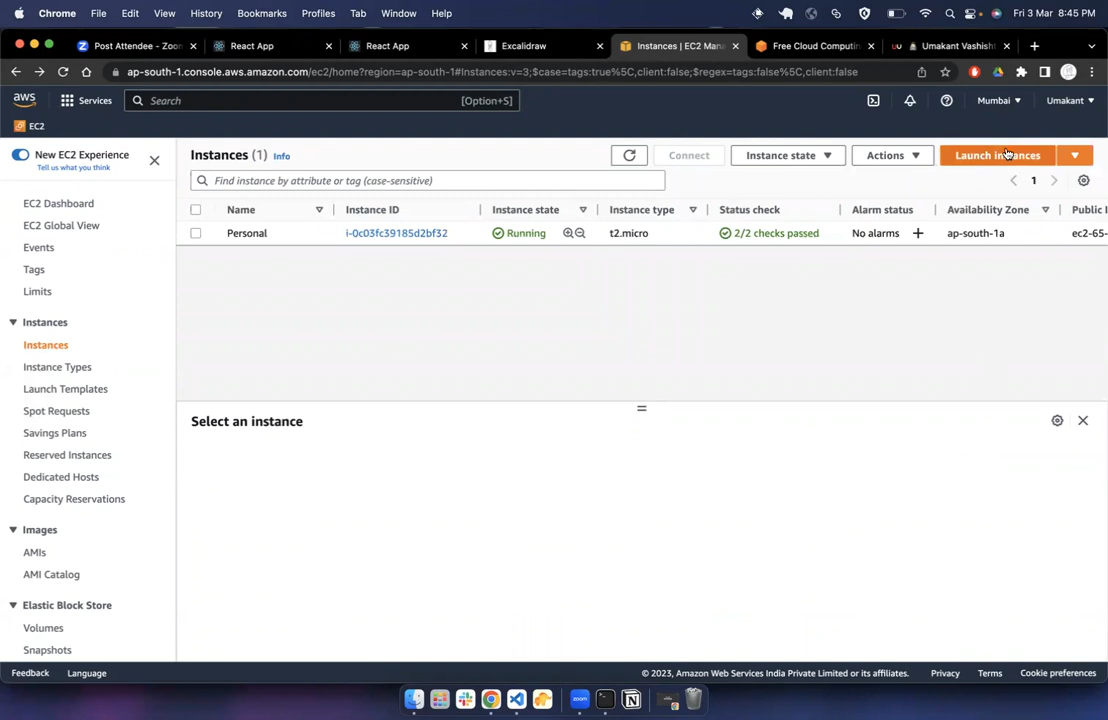 Chrome File Edit View History Bookmarks Profiles Tab Window Help Fri 3 Mar 8:45 PM
Post Attendee - Zoom React App React App Excalidraw Instances | EC2 Man Free Cloud Computin Umakant Vashisht
ap-south-1.console.aws.amazon.com/ec2/home?region=ap-south-1#Instances:v=3;$case=tags:true%5C,client:false;$regex=tags:false%5C,client:false
aws Services Search [Option+S] Mumbai Umakant
EC2
New EC2 Experience
Tell us what you think
Instances (1) Info Connect Instance state Actions Launch instances
Find instance by attribute or tag (case-sensitive) 1
Name Instance ID Instance state Instance type Status check Alarm status Availability Zone Public I
Personal i-0c03fc39185d2bf32 Running t2.micro 2/2 checks passed No alarms ap-south-1a ec2-65-
EC2 Dashboard
EC2 Global View
Events
Tags
Limits
Instances
Instances
Instance Types
Launch Templates
Spot Requests
Savings Plans
Reserved Instances
Dedicated Hosts
Capacity Reservations
Images
AMIs
AMI Catalog
Elastic Block Store
Volumes
Snapshots
Select an instance
Feedback Language © 2023, Amazon Web Services India Private Limited or its affiliates. Privacy Terms Cookie preferences
zoom